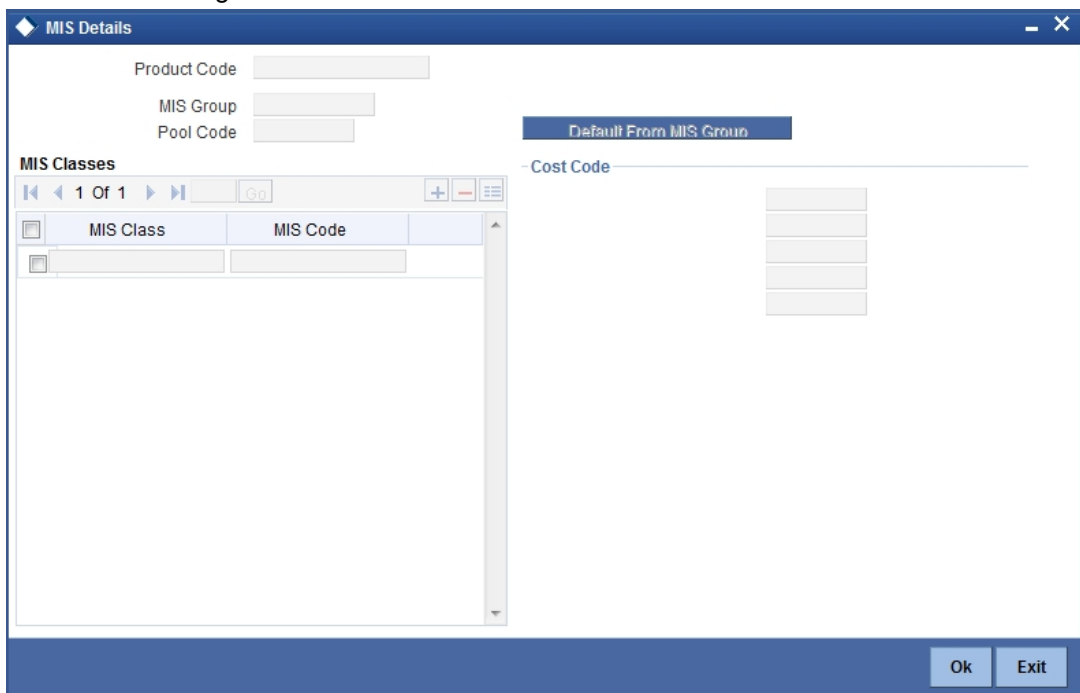 MIS Details
Product Code
MIS Group
Pool Code
Default From MIS Group
MIS Classes
Cost Code
1 Of 1
Go
MIS Class MIS Code
Ok Exit